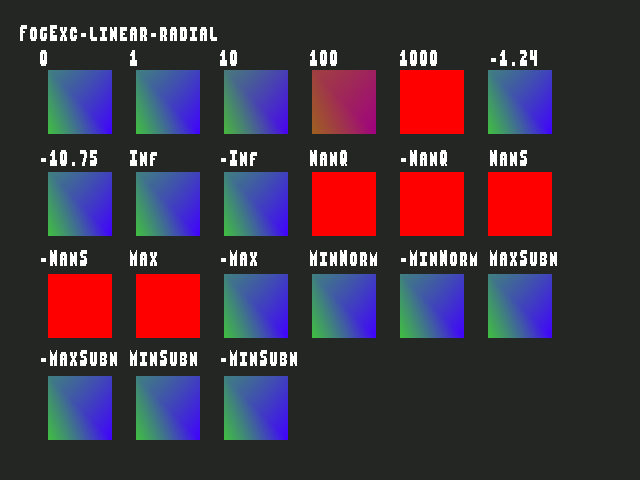 FogExc-linear-radial
0 1 10 100 1000 -1.24
-10.75 Inf -Inf NanQ -NanQ NanS
-NanS Max -Max MinNorm -MinNorm MaxSubN
-MaxSubN MinSubN -MinSubN